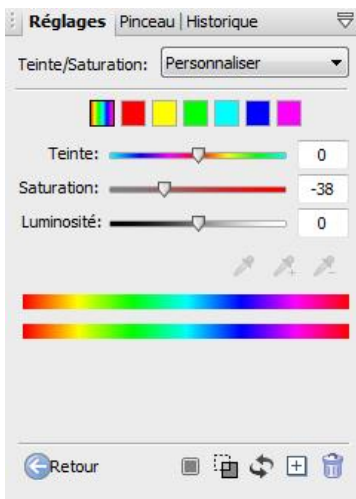 Réglages Pinceau | Historique
Teinte/Saturation: Personnaliser
Teinte: 0
Saturation: -38
Luminosité: 0
Retour